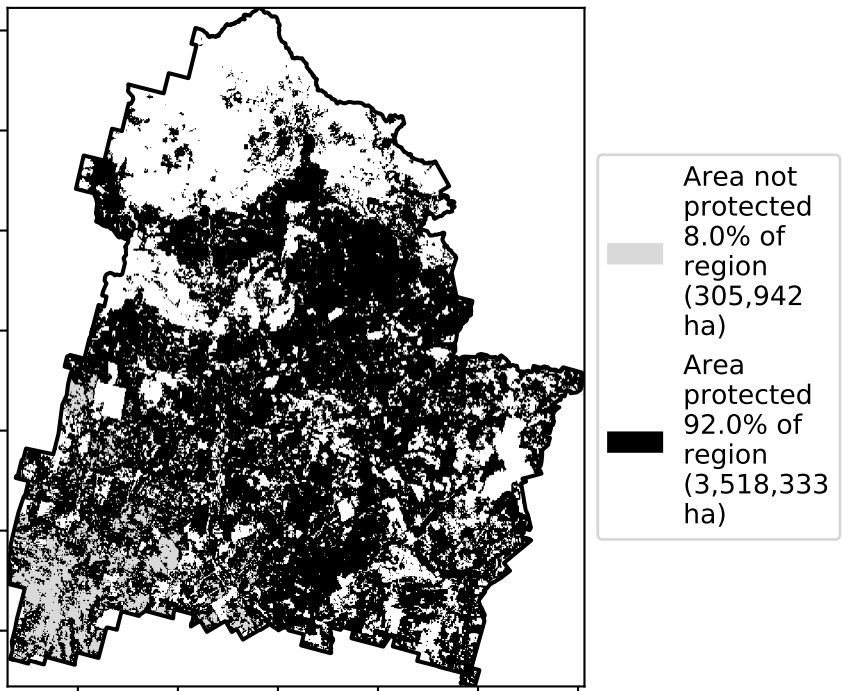 Area not
protected
8.0% of
region
(305,942
ha)
Area
protected
92.0% of
region
(3,518,333
ha)